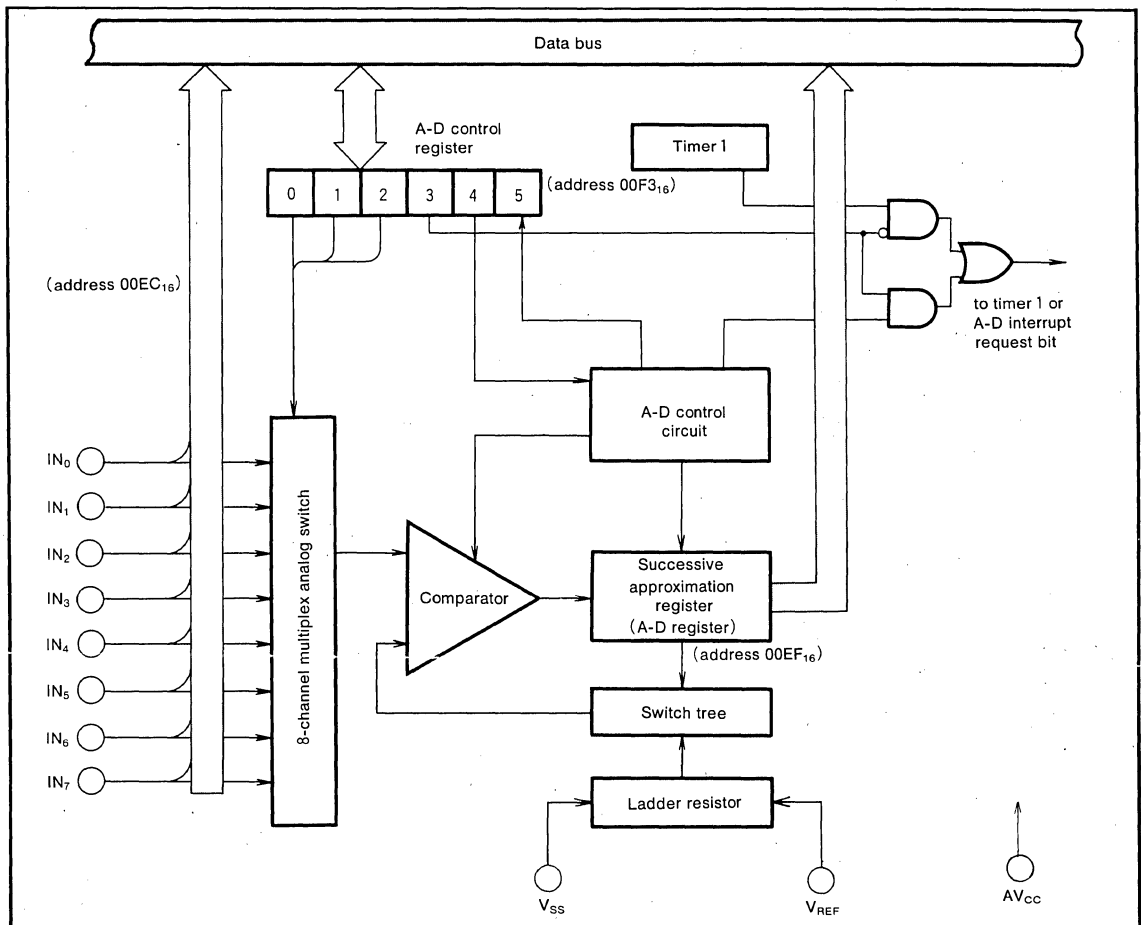 Data bus
A-D control
register
Timer 1
0 1 2 3 4 5
(address 00F3₁₆)
(address 00EC₁₆)
to timer 1 or
A-D interrupt
request bit
A-D control
circuit
IN₀
IN₁
IN₂
IN₃
IN₄
IN₅
IN₆
IN₇
8-channel multiplex analog switch
Comparator
Successive
approximation
register
(A-D register)
(address 00EF₁₆)
Switch tree
Ladder resistor
V_SS
V_REF
AV_CC